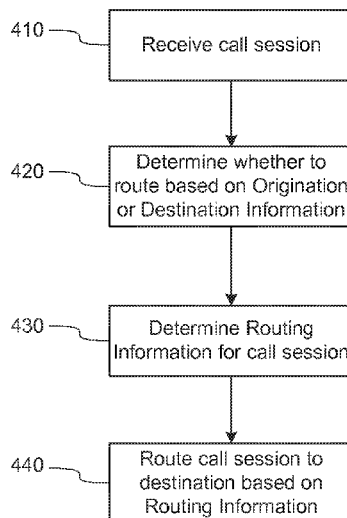 410
Receive call session
420
Determine whether to
route based on Origination
or Destination Information
430
Determine Routing
Information for call session
440
Route call session to
destination based on
Routing Information